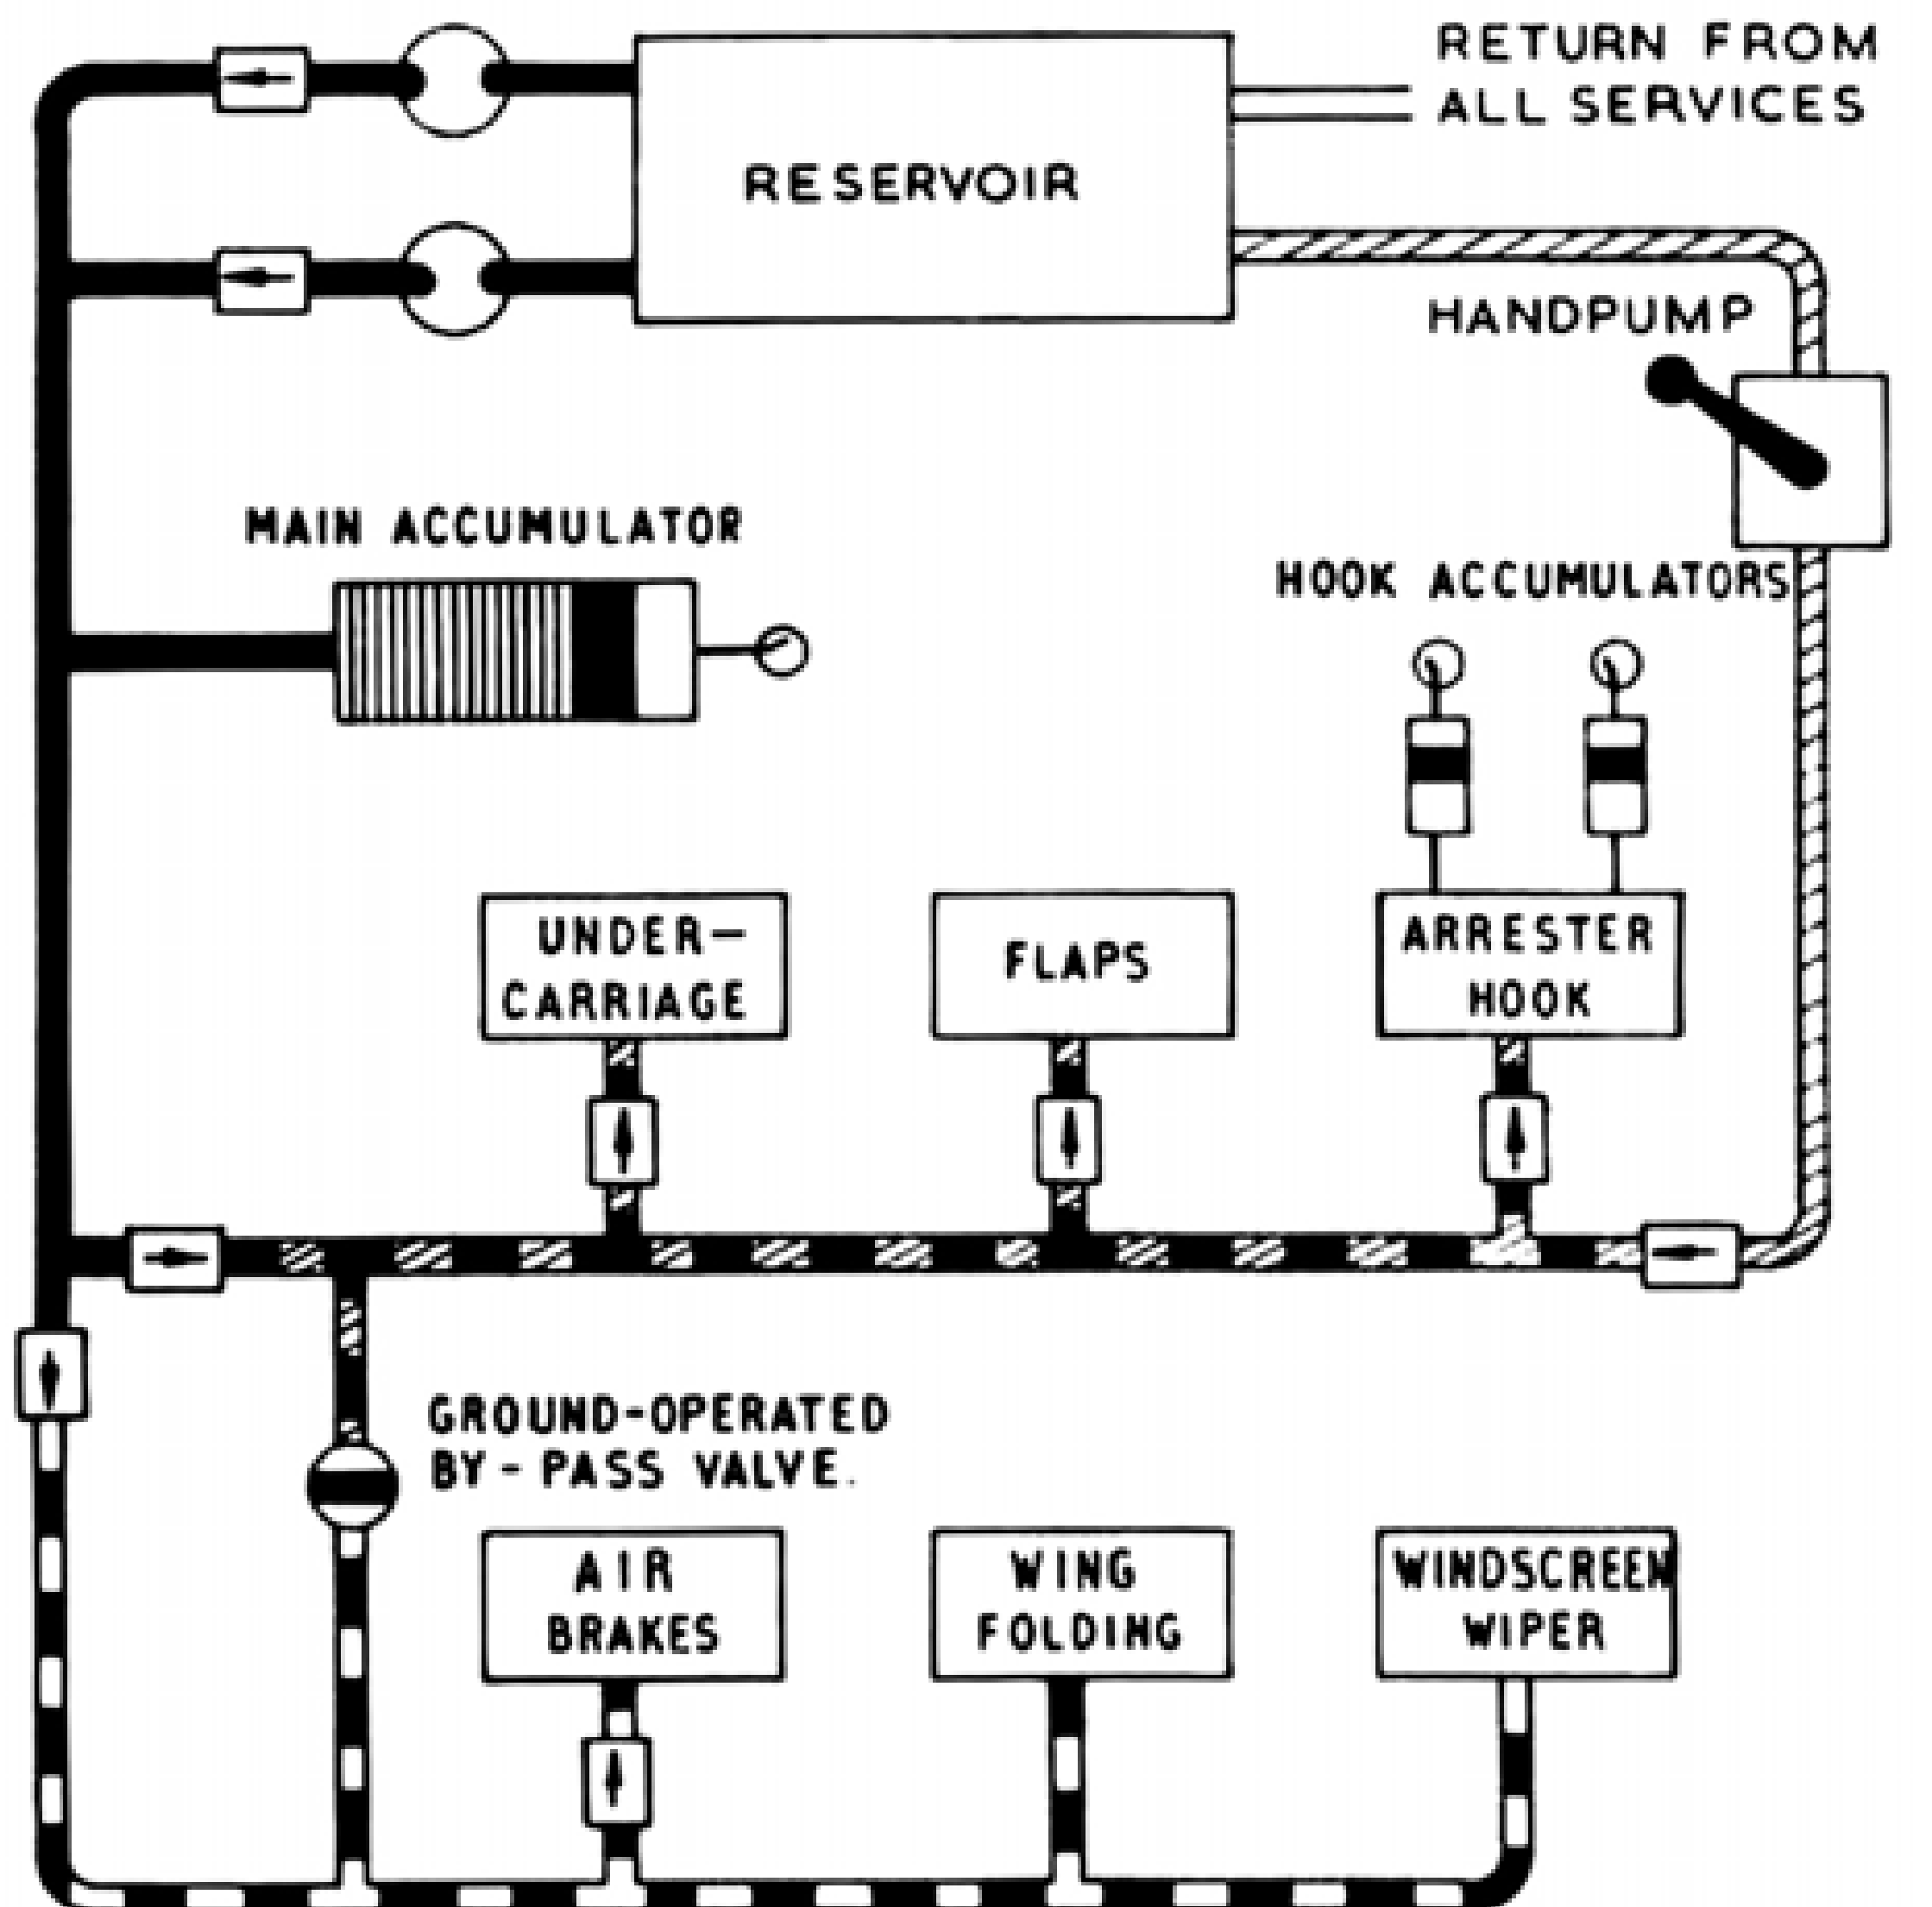 RETURN FROM
ALL SERVICES
RESERVOIR
HANDPUMP
MAIN ACCUMULATOR
HOOK ACCUMULATORS
UNDER-
CARRIAGE
FLAPS
ARRESTER
HOOK
GROUND-OPERATED
BY-PASS VALVE.
AIR
BRAKES
WING
FOLDING
WINDSCREEN
WIPER